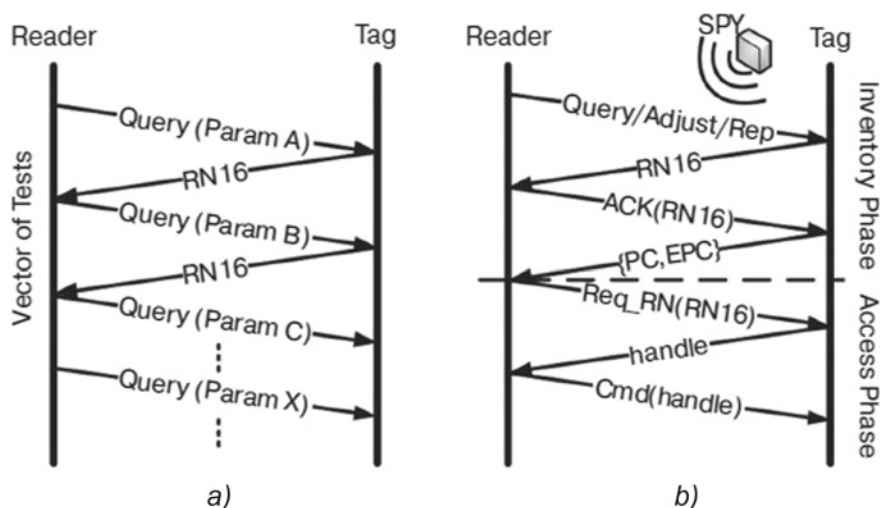 Reader
Tag
Vector of Tests
Query (Param A)
RN16
Query (Param B)
RN16
Query (Param C)
Query (Param X)
a)
Reader
SPY
Tag
Query/Adjust/Rep
RN16
ACK(RN16)
{PC,EPC}
Req_RN(RN16)
handle
Cmd(handle)
Inventory Phase
Access Phase
b)